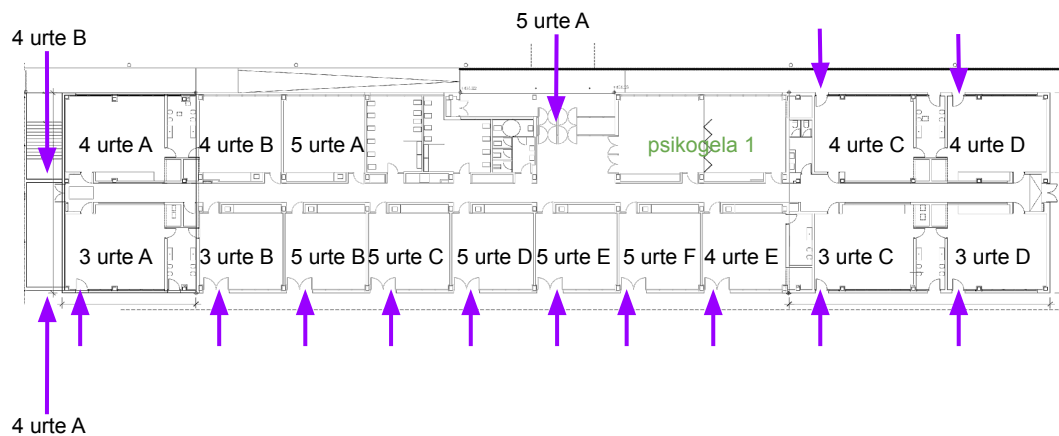 5 urte A
4 urte B
4 urte A
4 urte B
5 urte A
psikogela 1
4 urte C
4 urte D
3 urte A
3 urte B
5 urte B
5 urte C
5 urte D
5 urte E
5 urte F
4 urte E
3 urte C
3 urte D
4 urte A